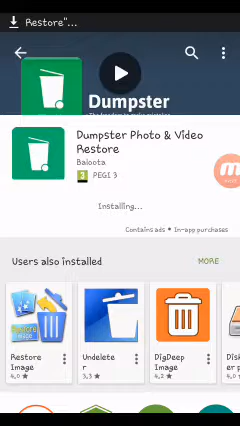 Restore"...
Dumpster
Dumpster Photo & Video
Restore
Baloota
3 PEGI 3
Installing...
Contains ads • In-app purchases
Users also installed
MORE
Restore
Image
4,0 ★
Undelete
r
3,3 ★
DigDeep
Image
4,2 ★
4,0